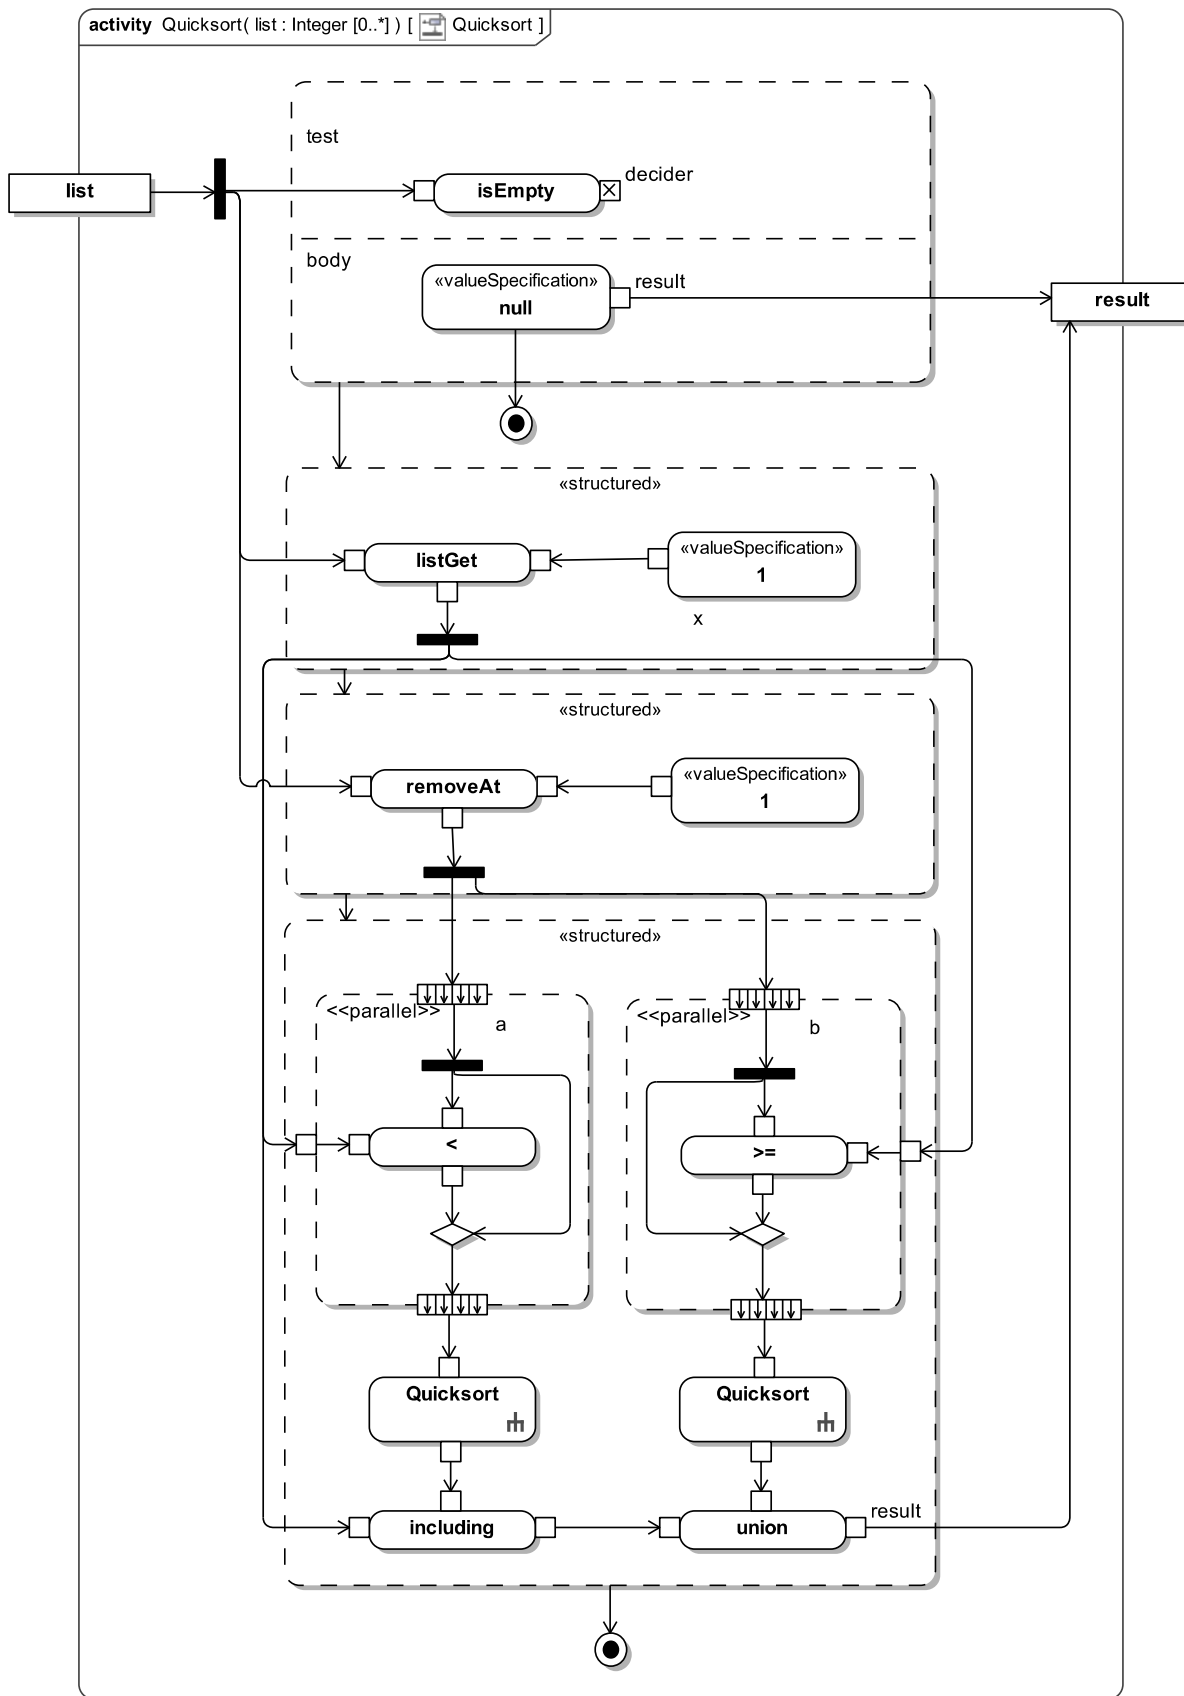 activity Quicksort( list : Integer [0..*] ) [ Quicksort ]
test
list
isEmpty
decider
body
«valueSpecification»
null
result
result
«structured»
listGet
«valueSpecification»
1
x
«structured»
removeAt
«valueSpecification»
1
«structured»
<<parallel>>
a
<<parallel>>
b
<
>=
Quicksort
Quicksort
including
union
result